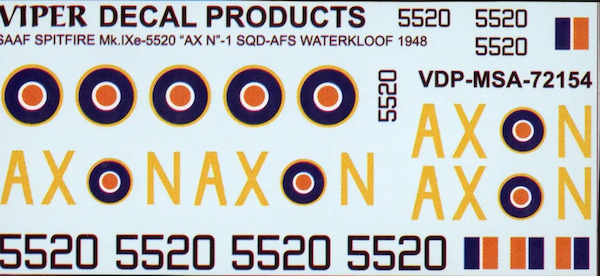 VIPER DECAL PRODUCTS
SAAF SPITFIRE Mk.IXe-5520 “AX N”-1 SQD-AFS WATERKLOOF 1948
5520 5520
5520
5520
VDP-MSA-72154
AX N
AX NAX N
AX N
5520 5520 5520 5520